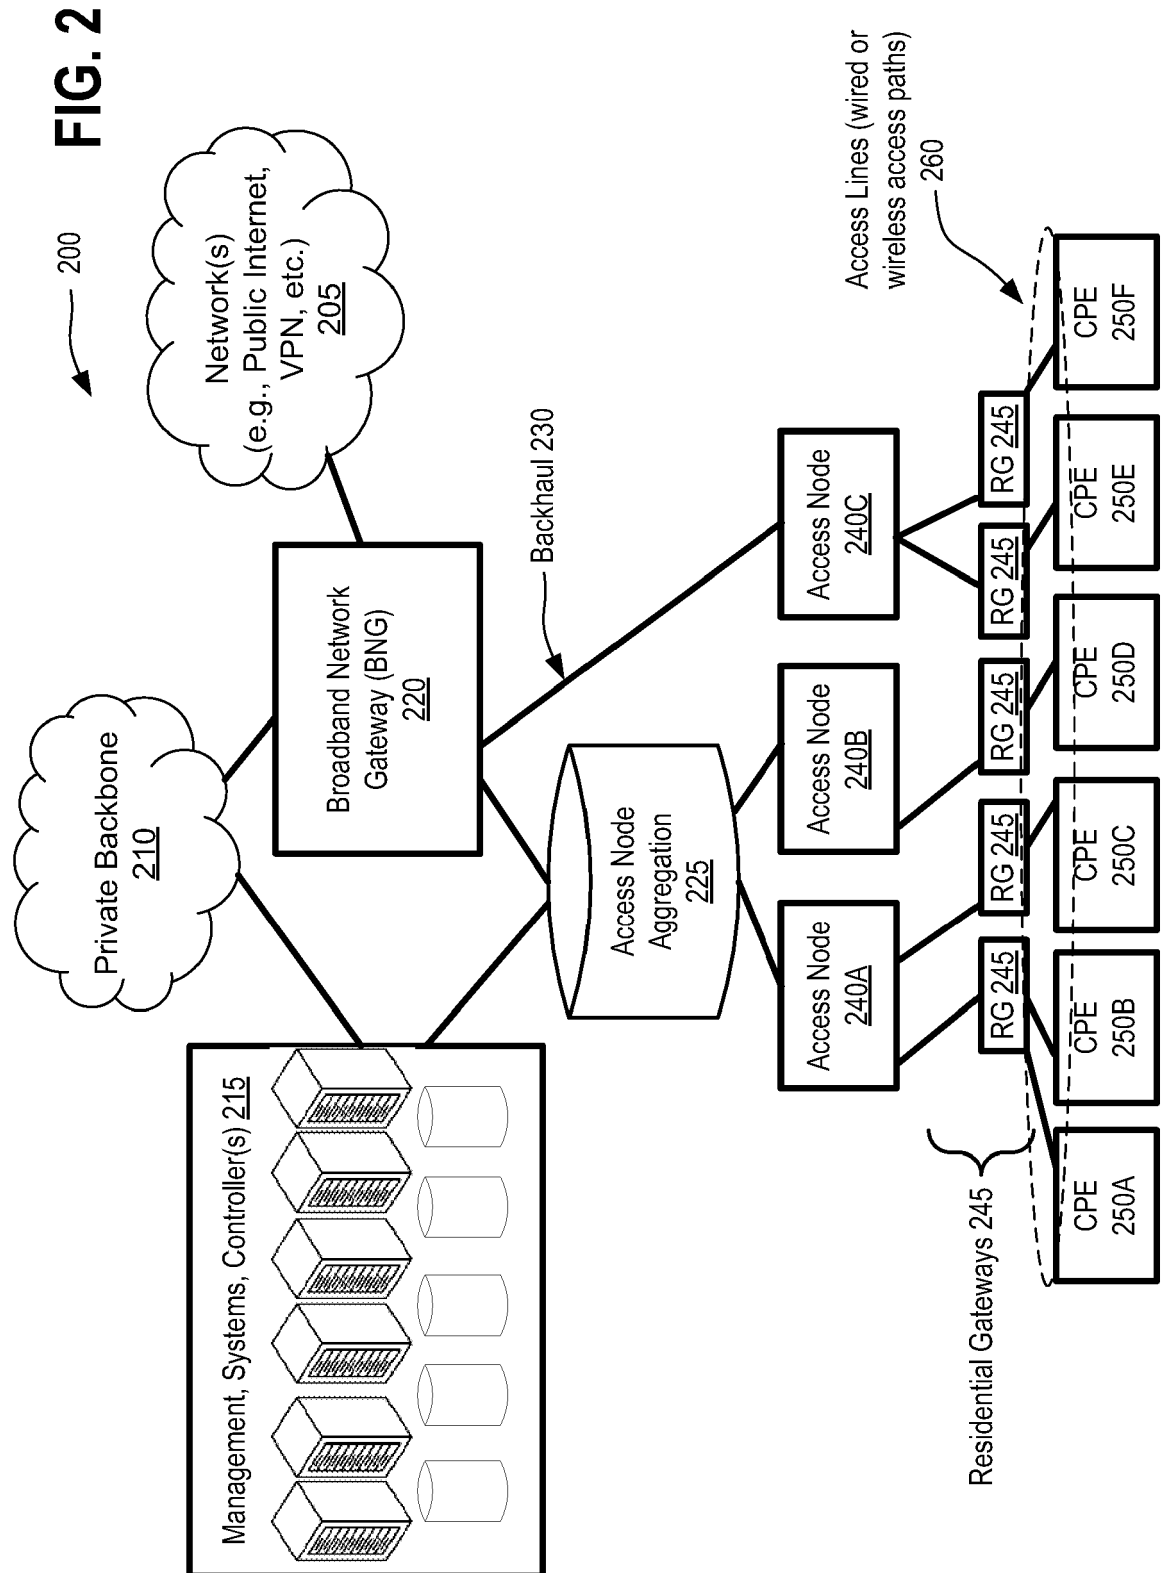 FIG. 2
200
Network(s)
(e.g., Public Internet,
VPN, etc.)
205
Private Backbone
210
Management, Systems, Controller(s) 215
Broadband Network
Gateway (BNG)
220
Backhaul 230
Access Node
Aggregation
225
Access Node
240A
Access Node
240B
Access Node
240C
Access Lines (wired or
wireless access paths)
260
Residential Gateways 245
RG 245
RG 245
RG 245
RG 245
RG 245
CPE
250A
CPE
250B
CPE
250C
CPE
250D
CPE
250E
CPE
250F